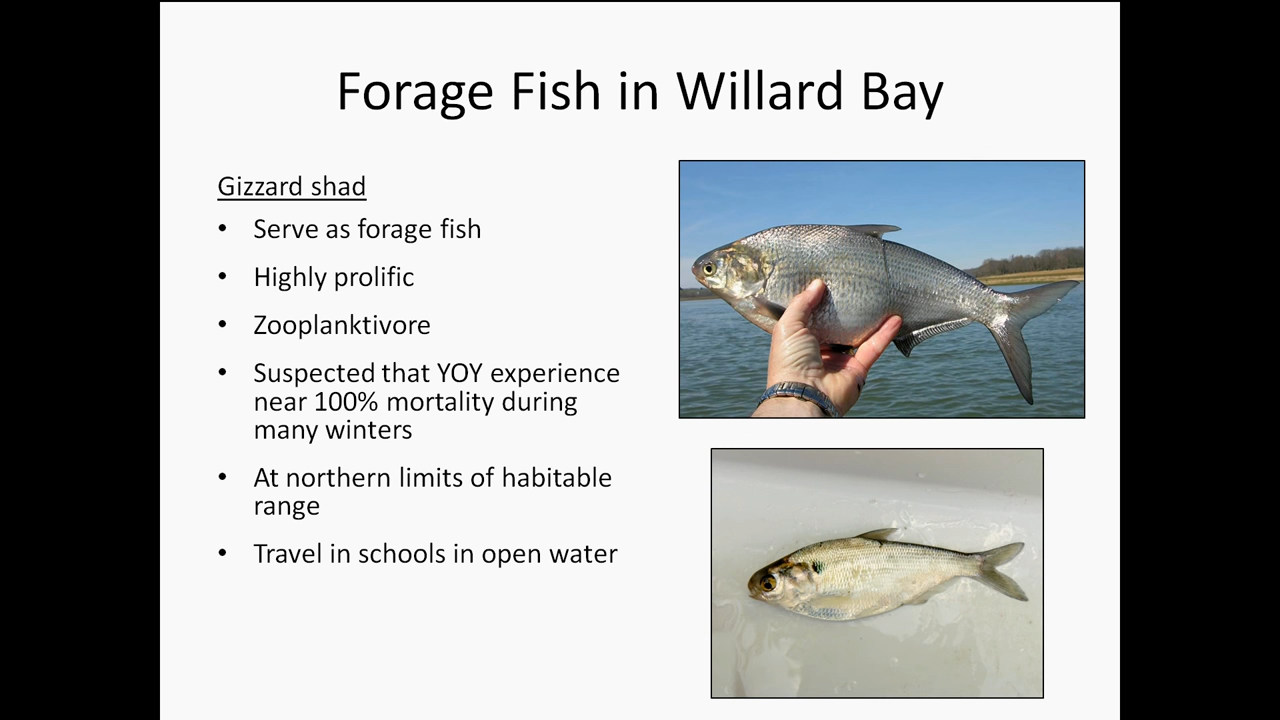 Forage Fish in Willard Bay
Gizzard shad
• Serve as forage fish
• Highly prolific
• Zooplanktivore
• Suspected that YOY experience
near 100% mortality during
many winters
• At northern limits of habitable
range
• Travel in schools in open water